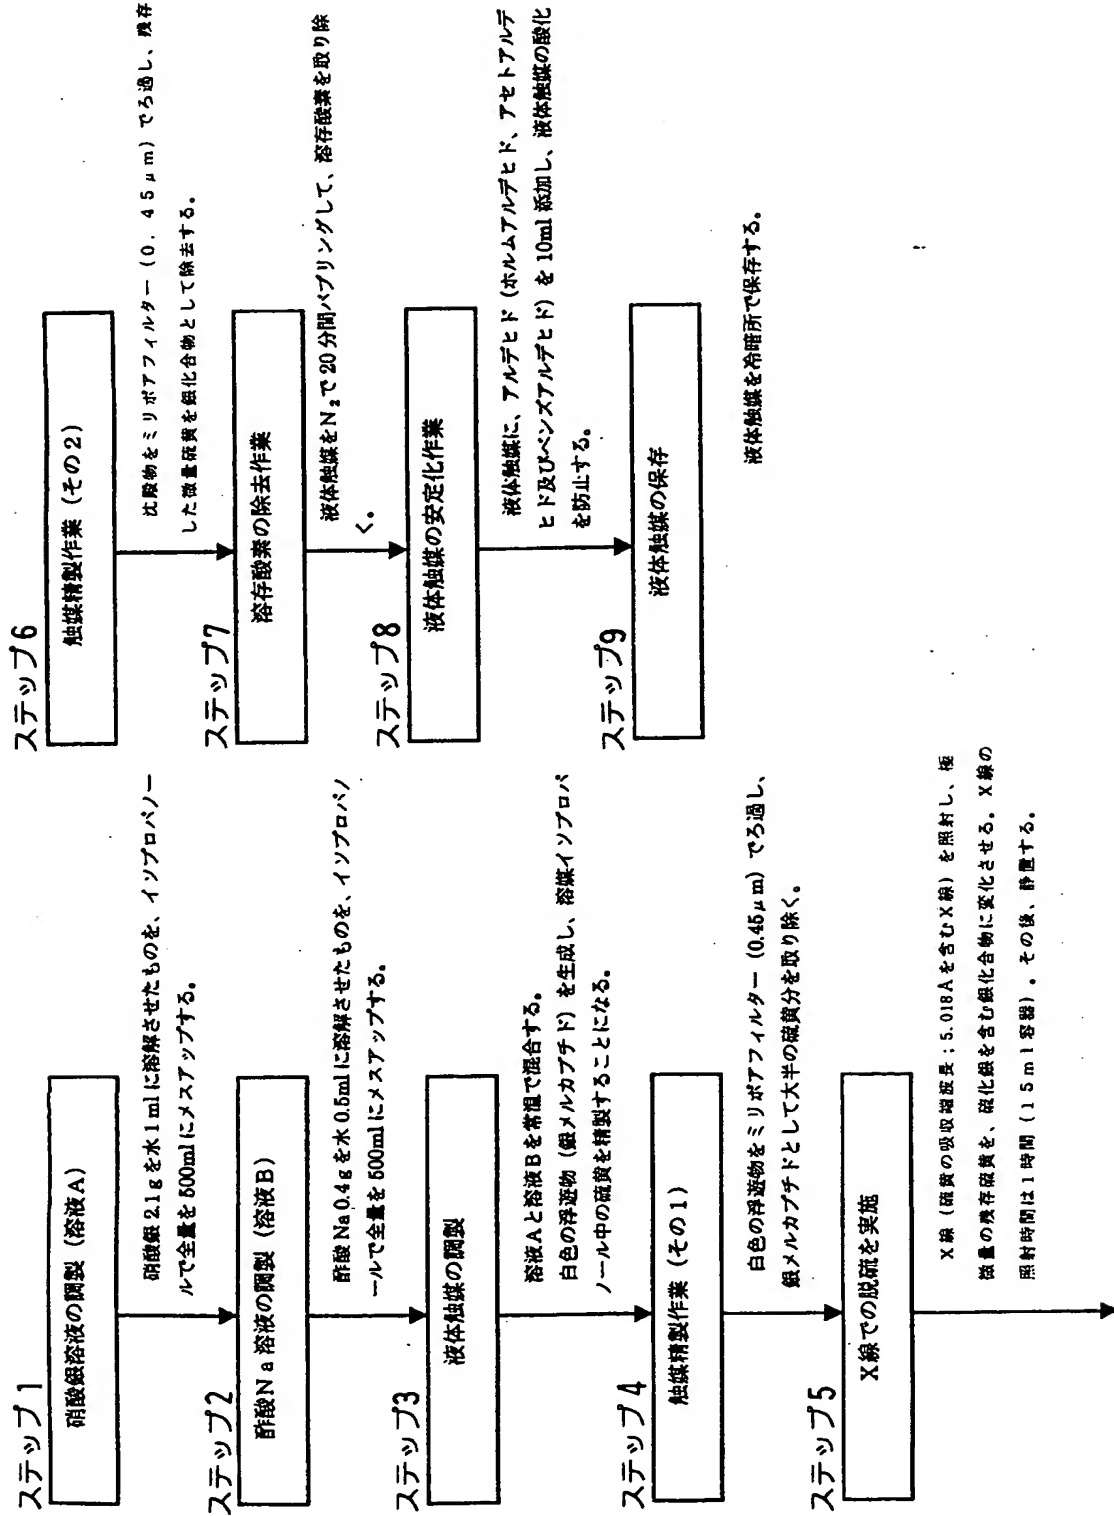 ステップ1
硝酸銀溶液の調製（溶液A）
硝酸銀2.1gを水1mlに溶解させたものを、イソプロパノー
ルで全量を500mlにメスアップする。
ステップ2
酢酸Na溶液の調製（溶液B）
酢酸Na0.4gを水0.5mlに溶解させたものを、イソプロパノ
ールで全量を500mlにメスアップする。
ステップ3
液体触媒の調製
溶液Aと溶液Bを常温で混合する。
白色の浮遊物（銀メルカプチド）を生成し、溶媒イソプロパ
ノール中の硫黄を精製することになる。
ステップ4
触媒精製作業（その1）
白色の浮遊物をミリポアフィルター（0.45μm）でろ過し、
銀メルカプチドとして大半の硫黄分を取り除く。
ステップ5
X線での脱硫を実施
X線（硫黄の吸収端波長；5.018Aを含むX線）を照射し、極
微量の残存硫黄を、硫化銀を含む銀化合物に変化させる。X線の
照射時間は1時間（15ml容器）。その後、静置する。
ステップ6
触媒精製作業（その2）
沈殿物をミリポアフィルター（0．45μm）でろ過し、残存
した微量硫黄を銀化合物として除去する。
ステップ7
溶存酸素の除去作業
液体触媒をN₂で20分間バブリングして、溶存酸素を取り除
く。
ステップ8
液体触媒の安定化作業
液体触媒に、アルデヒド（ホルムアルデヒド、アセトアルデ
ヒド及びベンズアルデヒド）を10ml添加し、液体触媒の酸化
を防止する。
ステップ9
液体触媒の保存
液体触媒を冷暗所で保存する。